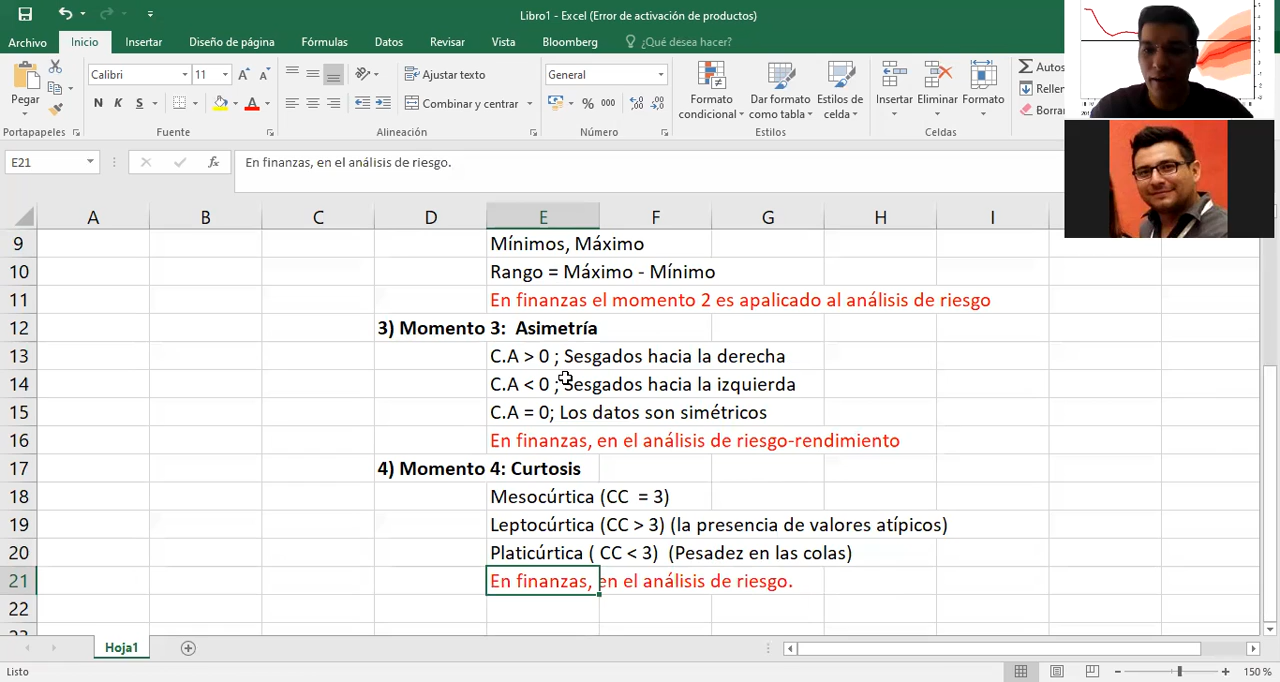 Libro1 - Excel (Error de activación de productos)
Archivo Inicio Insertar Diseño de página Fórmulas Datos Revisar Vista Bloomberg ¿Qué desea hacer?
Pegar
Calibri 11
N K S
Ajustar texto
Combinar y centrar
General
% 000
Formato condicional
Dar formato como tabla
Estilos de celda
Insertar Eliminar Formato
Autos
Rellen
Borra
Portapapeles Fuente Alineación Número Estilos Celdas
E21 fx En finanzas, en el análisis de riesgo.
A B C D E F G H I
9 Mínimos, Máximo
10 Rango = Máximo - Mínimo
11 En finanzas el momento 2 es apalicado al análisis de riesgo
12 3) Momento 3: Asimetría
13 C.A > 0 ; Sesgados hacia la derecha
14 C.A < 0 ; Sesgados hacia la izquierda
15 C.A = 0; Los datos son simétricos
16 En finanzas, en el análisis de riesgo-rendimiento
17 4) Momento 4: Curtosis
18 Mesocúrtica (CC = 3)
19 Leptocúrtica (CC > 3) (la presencia de valores atípicos)
20 Platicúrtica ( CC < 3) (Pesadez en las colas)
21 En finanzas, en el análisis de riesgo.
22
Hoja1
Listo
150 %